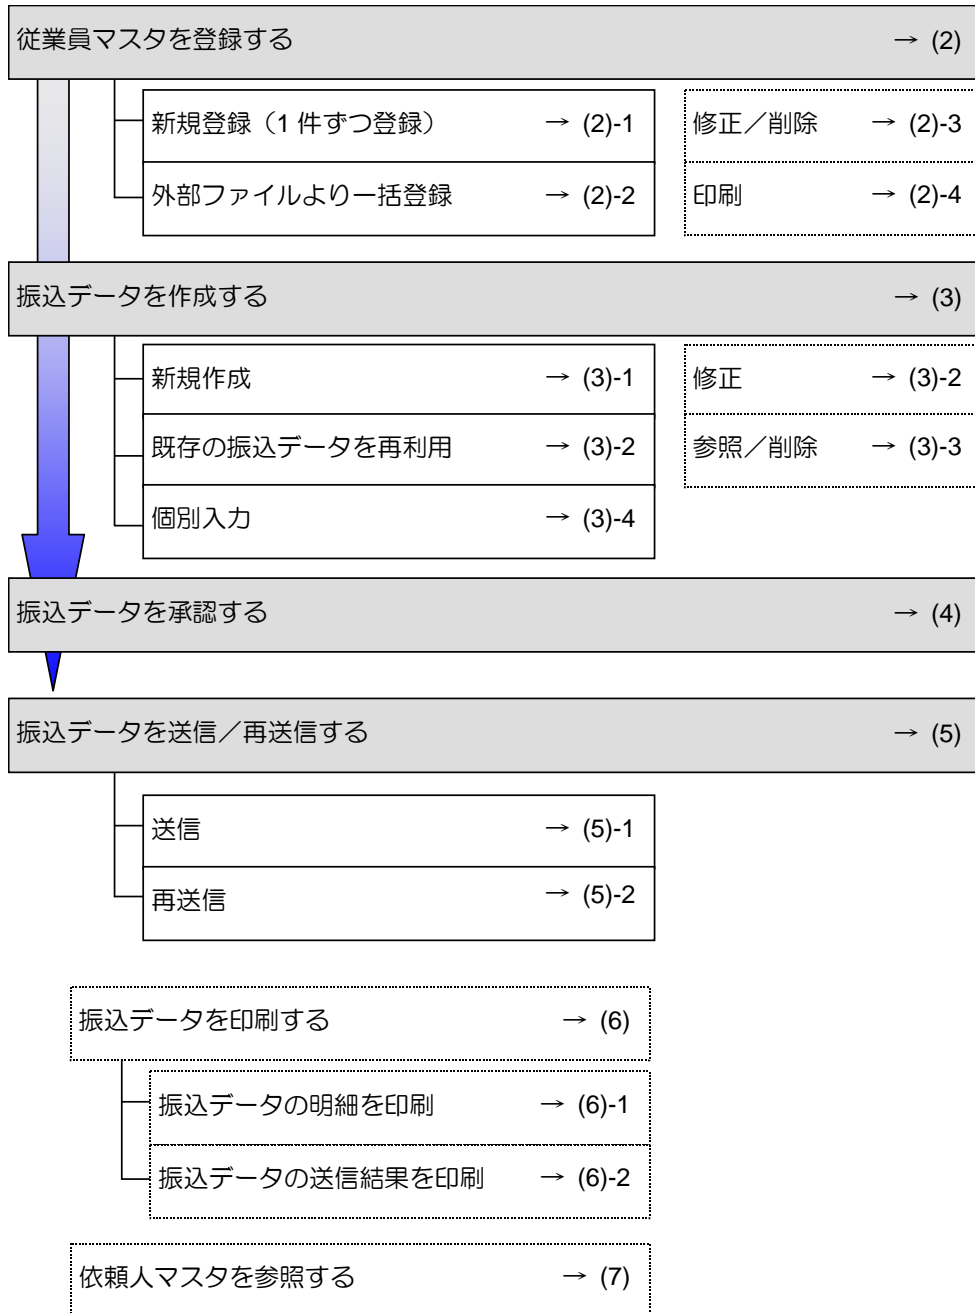 従業員マスタを登録する → (2)
新規登録（1 件ずつ登録） → (2)-1 修正／削除 → (2)-3
外部ファイルより一括登録 → (2)-2 印刷 → (2)-4
振込データを作成する → (3)
新規作成 → (3)-1 修正 → (3)-2
既存の振込データを再利用 → (3)-2 参照／削除 → (3)-3
個別入力 → (3)-4
振込データを承認する → (4)
振込データを送信／再送信する → (5)
送信 → (5)-1
再送信 → (5)-2
振込データを印刷する → (6)
振込データの明細を印刷 → (6)-1
振込データの送信結果を印刷 → (6)-2
依頼人マスタを参照する → (7)